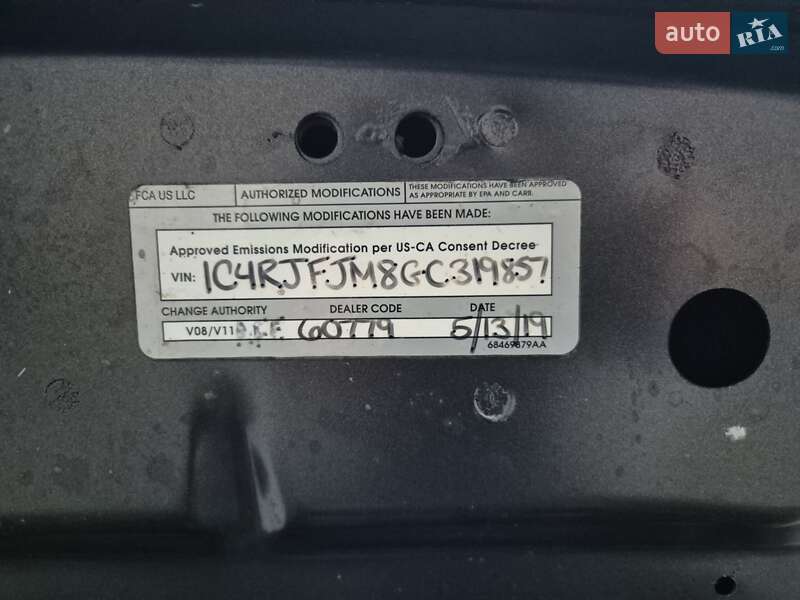 auto RIA
.com
FCA US LLC
AUTHORIZED MODIFICATIONS
THESE MODIFICATIONS HAVE BEEN APPROVED
AS APPROPRIATE BY EPA AND CARB.
THE FOLLOWING MODIFICATIONS HAVE BEEN MADE:
Approved Emissions Modification per US-CA Consent Decree
VIN: 1C4RJFJM8GC319857
CHANGE AUTHORITY DEALER CODE DATE
V08/V11 60779 5/13/19
68469879AA